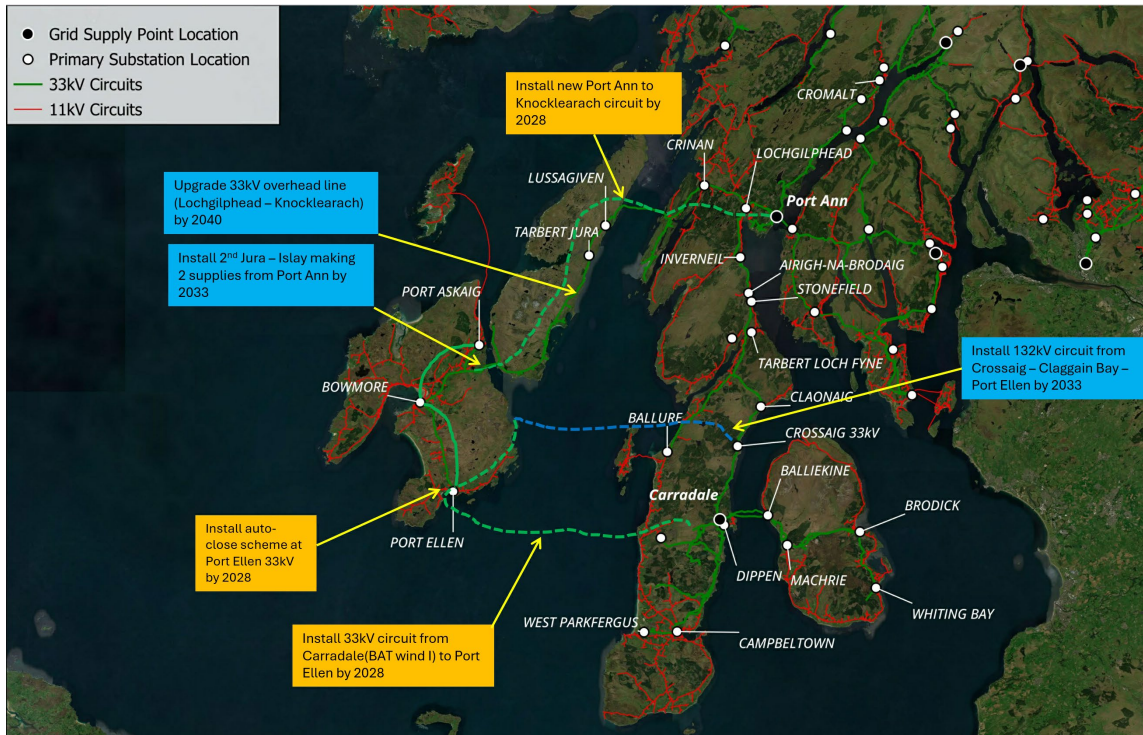 Grid Supply Point Location
Primary Substation Location
33kV Circuits
11kV Circuits
Install new Port Ann to
Knocklearach circuit by
2028
CROMALT
CRINAN
LOCHGILPHEAD
Upgrade 33kV overhead line
(Lochgilphead – Knocklearach)
by 2040
LUSSAGIVEN
Port Ann
TARBERT JURA
INVERNEIL
Install 2nd Jura – Islay making
2 supplies from Port Ann by
2033
AIRIGH-NA-BRODAIG
STONEFIELD
PORT ASKAIG
TARBERT LOCH FYNE
Install 132kV circuit from
Crossaig – Claggain Bay –
Port Ellen by 2033
BOWMORE
CLAONAIG
BALLURE
CROSSAIG 33kV
BALLIEKINE
Carradale
BRODICK
Install auto-
close scheme at
Port Ellen 33kV
by 2028
PORT ELLEN
DIPPEN
MACHRIE
WHITING BAY
WEST PARKFERGUS
CAMPBELTOWN
Install 33kV circuit from
Carradale(BAT wind I) to Port
Ellen by 2028